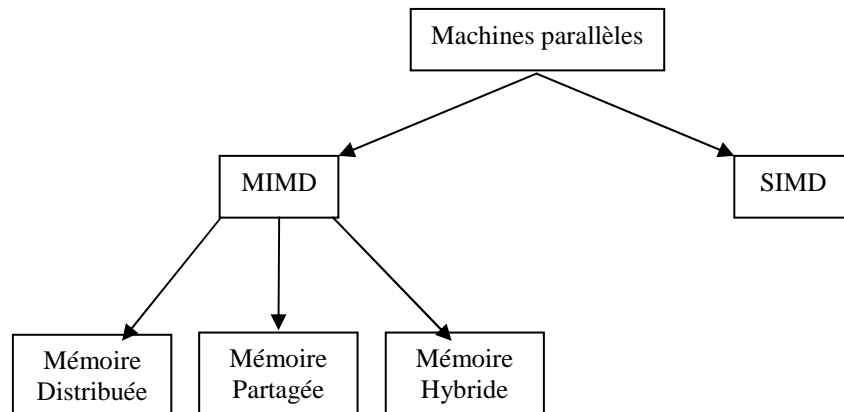 Machines parallèles
MIMD
SIMD
Mémoire
Distribuée
Mémoire
Partagée
Mémoire
Hybride